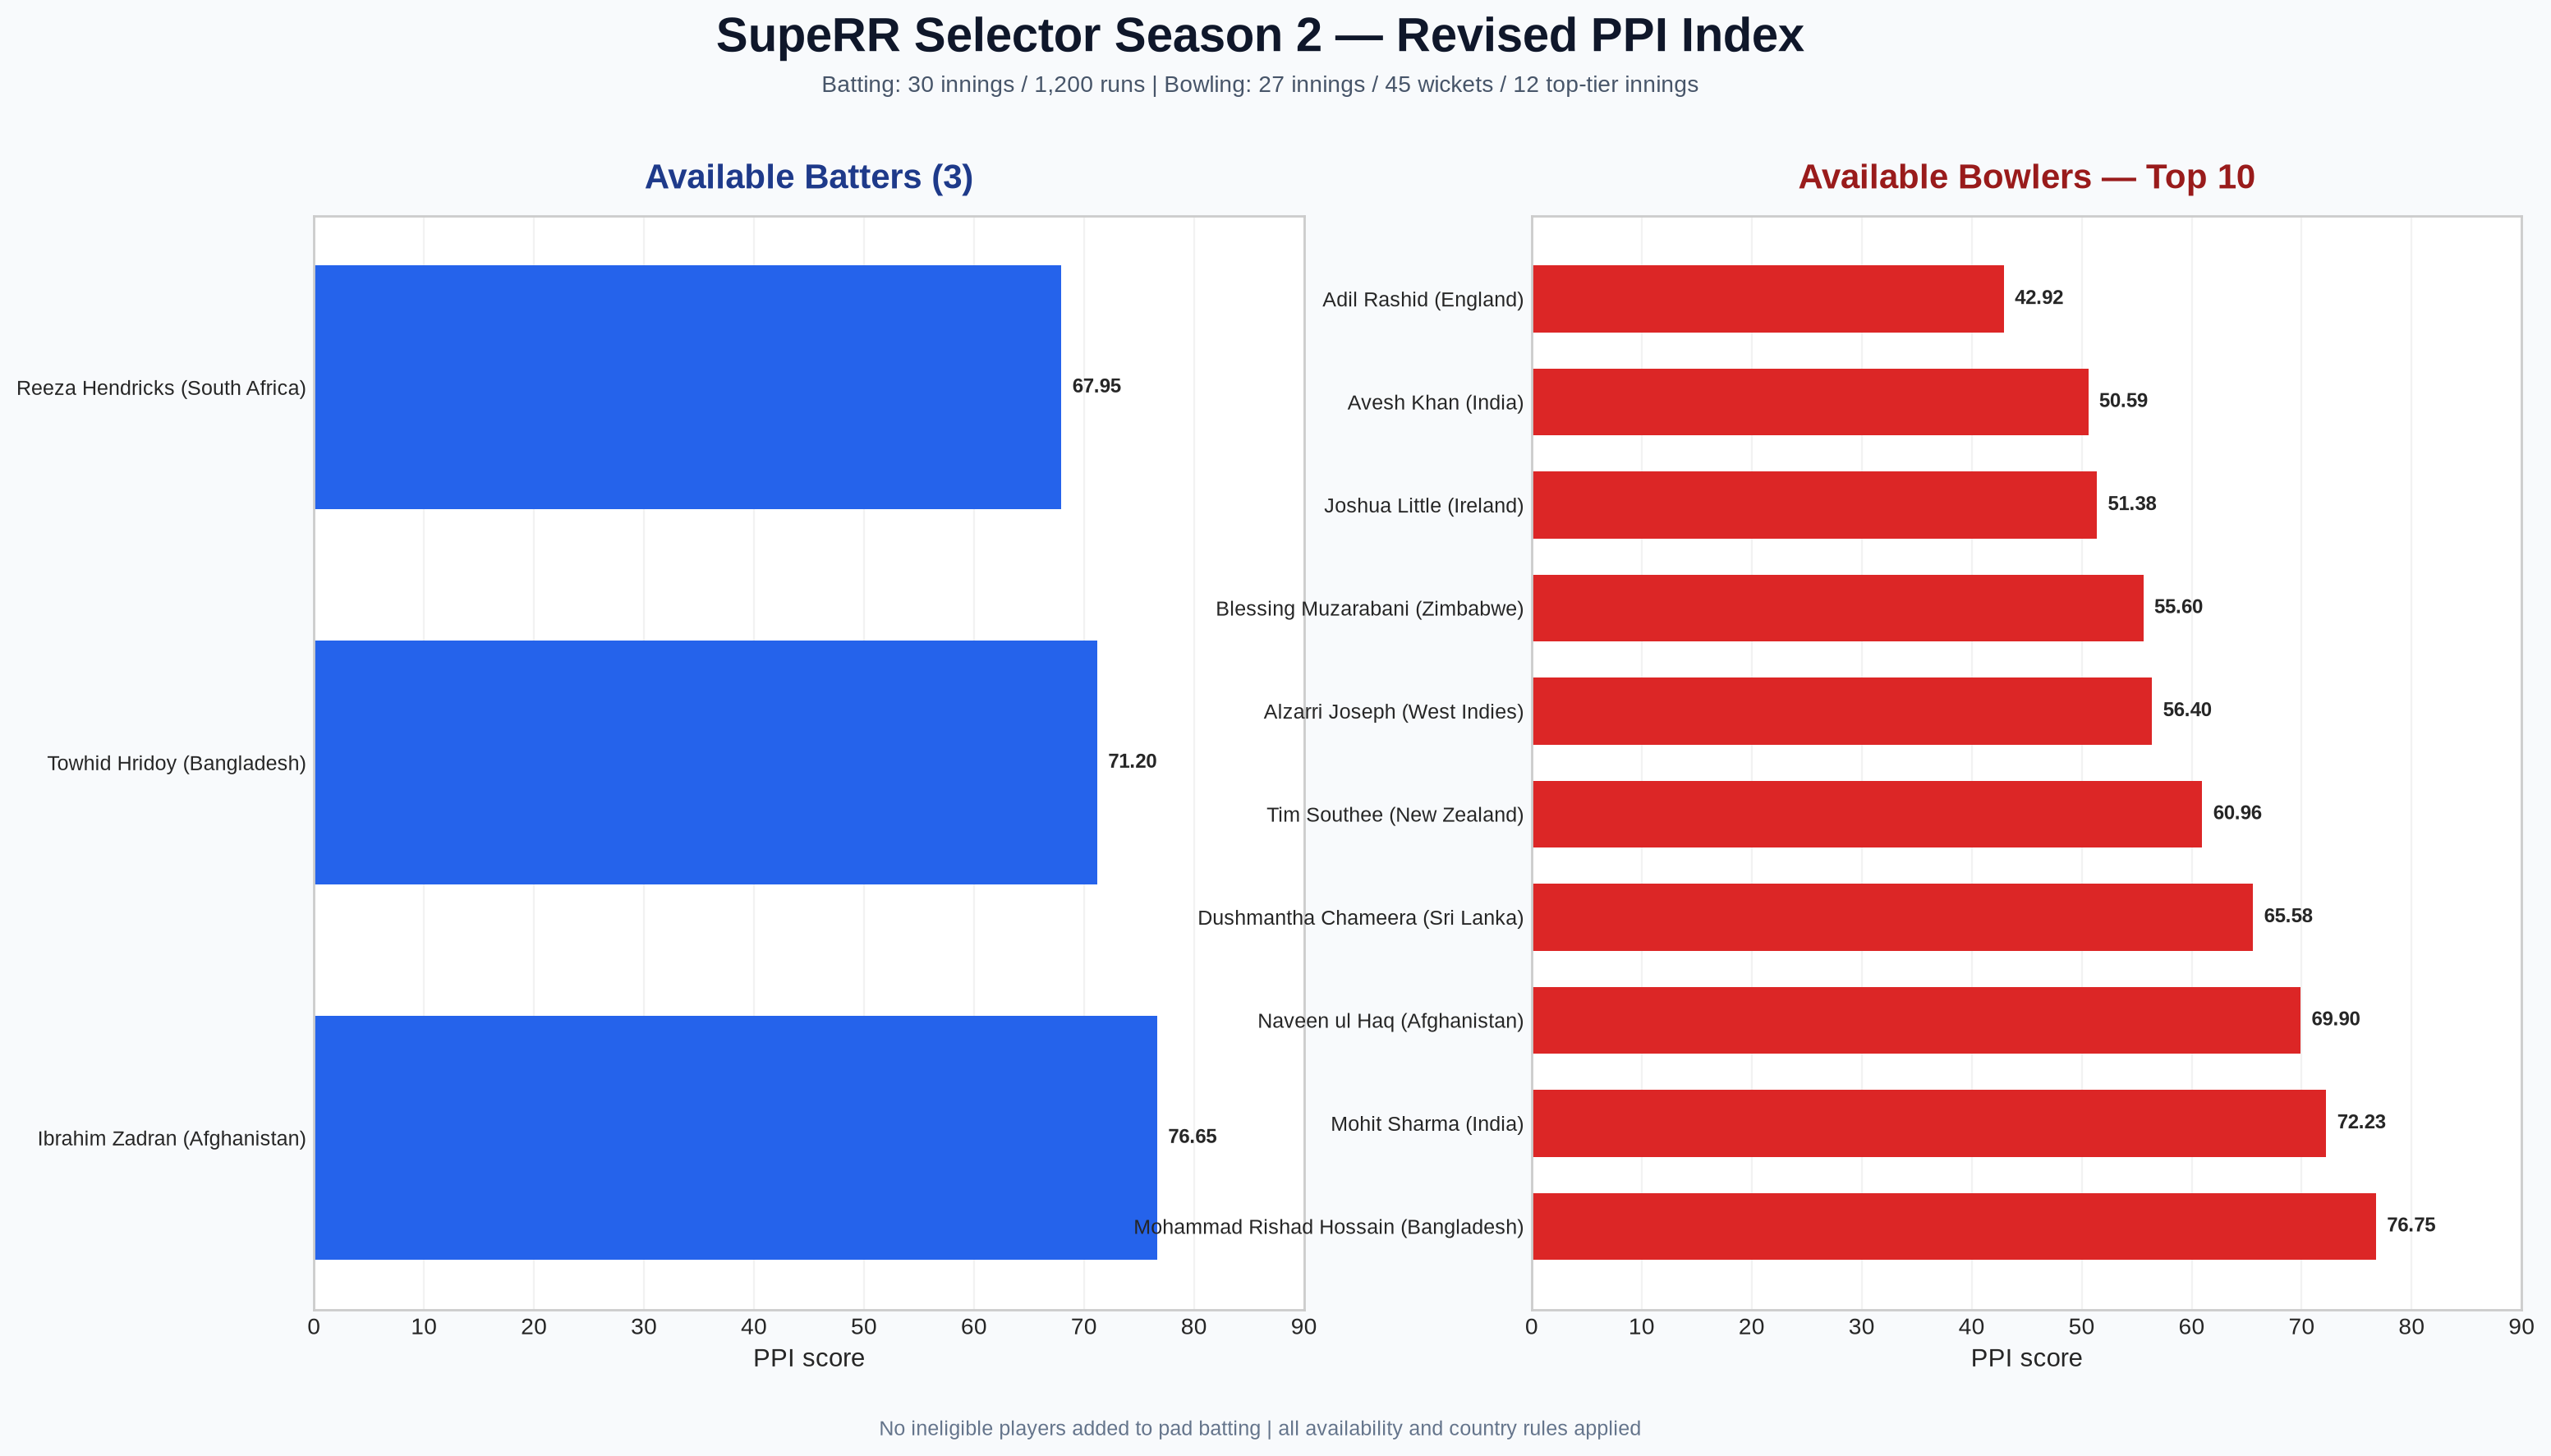 SupeRR Selector Season 2 — Revised PPI Index
Batting: 30 innings / 1,200 runs | Bowling: 27 innings / 45 wickets / 12 top-tier innings
Available Batters (3)
Reeza Hendricks (South Africa)
67.95
Towhid Hridoy (Bangladesh)
71.20
Ibrahim Zadran (Afghanistan)
76.65
0 10 20 30 40 50 60 70 80 90
PPI score
Available Bowlers — Top 10
Adil Rashid (England)
42.92
Avesh Khan (India)
50.59
Joshua Little (Ireland)
51.38
Blessing Muzarabani (Zimbabwe)
55.60
Alzarri Joseph (West Indies)
56.40
Tim Southee (New Zealand)
60.96
Dushmantha Chameera (Sri Lanka)
65.58
Naveen ul Haq (Afghanistan)
69.90
Mohit Sharma (India)
72.23
Mohammad Rishad Hossain (Bangladesh)
76.75
0 10 20 30 40 50 60 70 80 90
PPI score
No ineligible players added to pad batting | all availability and country rules applied